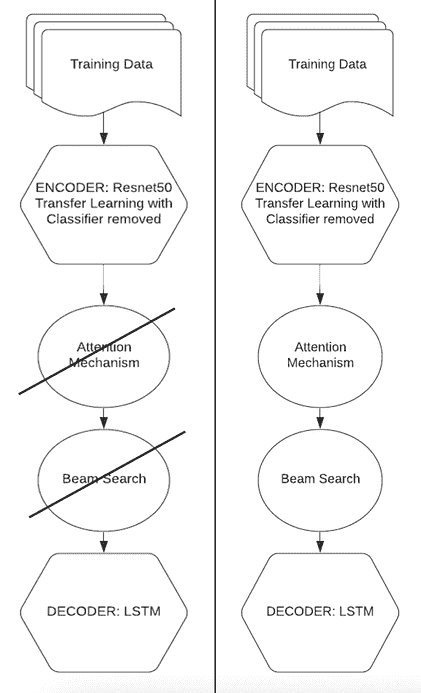 Training Data
ENCODER: Resnet50
Transfer Learning with
Classifier removed
Attention
Mechanism
Beam Search
DECODER: LSTM
Training Data
ENCODER: Resnet50
Transfer Learning with
Classifier removed
Attention
Mechanism
Beam Search
DECODER: LSTM